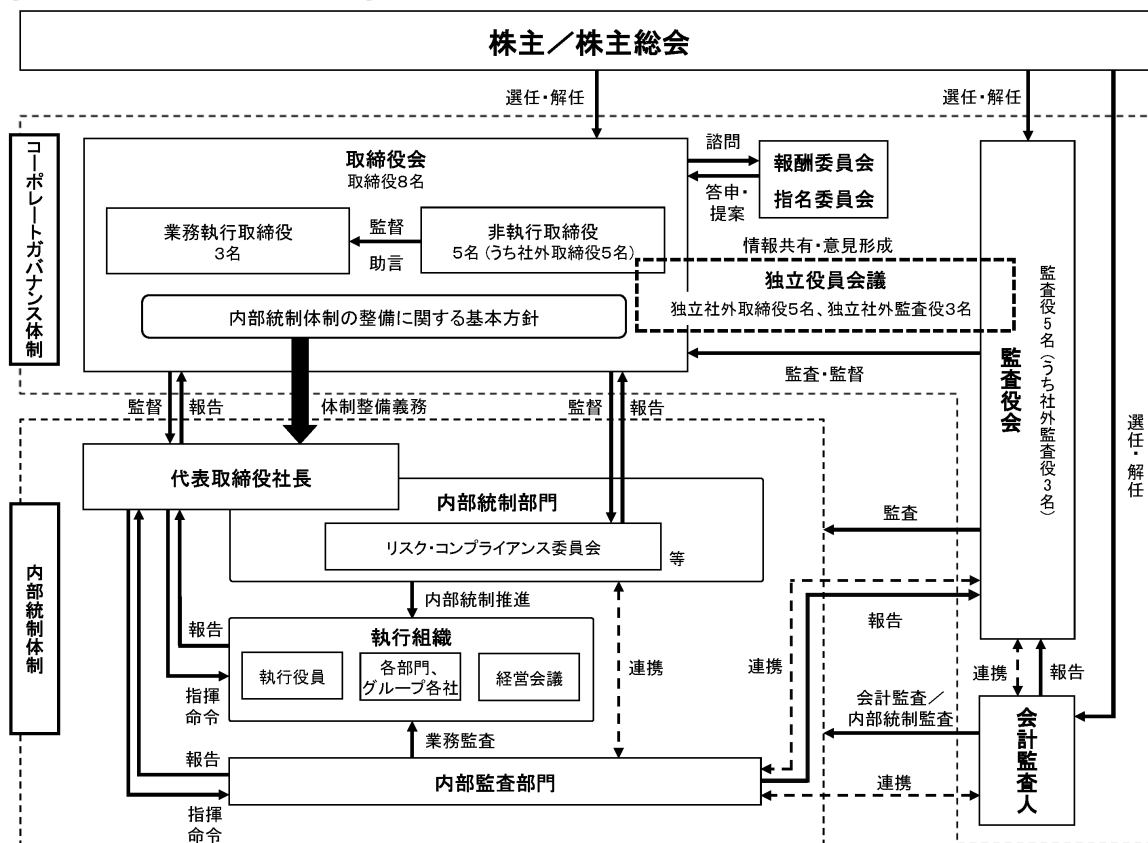 株主／株主総会
選任・解任
選任・解任
コーポレートガバナンス体制
取締役会
取締役8名
諮問
報酬委員会
指名委員会
答申・
提案
業務執行取締役
3名
監督
助言
非執行取締役
5名（うち社外取締役5名）
情報共有・意見形成
独立役員会議
独立社外取締役5名、独立社外監査役3名
内部統制体制の整備に関する基本方針
監査役会
監査役5名（うち社外監査役3名）
監査・監督
監督
報告
体制整備義務
監督
報告
選任・解任
代表取締役社長
内部統制部門
リスク・コンプライアンス委員会
等
監査
内部統制体制
内部統制推進
報告
執行組織
執行役員
各部門、
グループ各社
経営会議
指揮
命令
連携
連携
報告
連携
報告
会計監査／
内部統制監査
会計監査人
業務監査
報告
内部監査部門
連携
指揮
命令